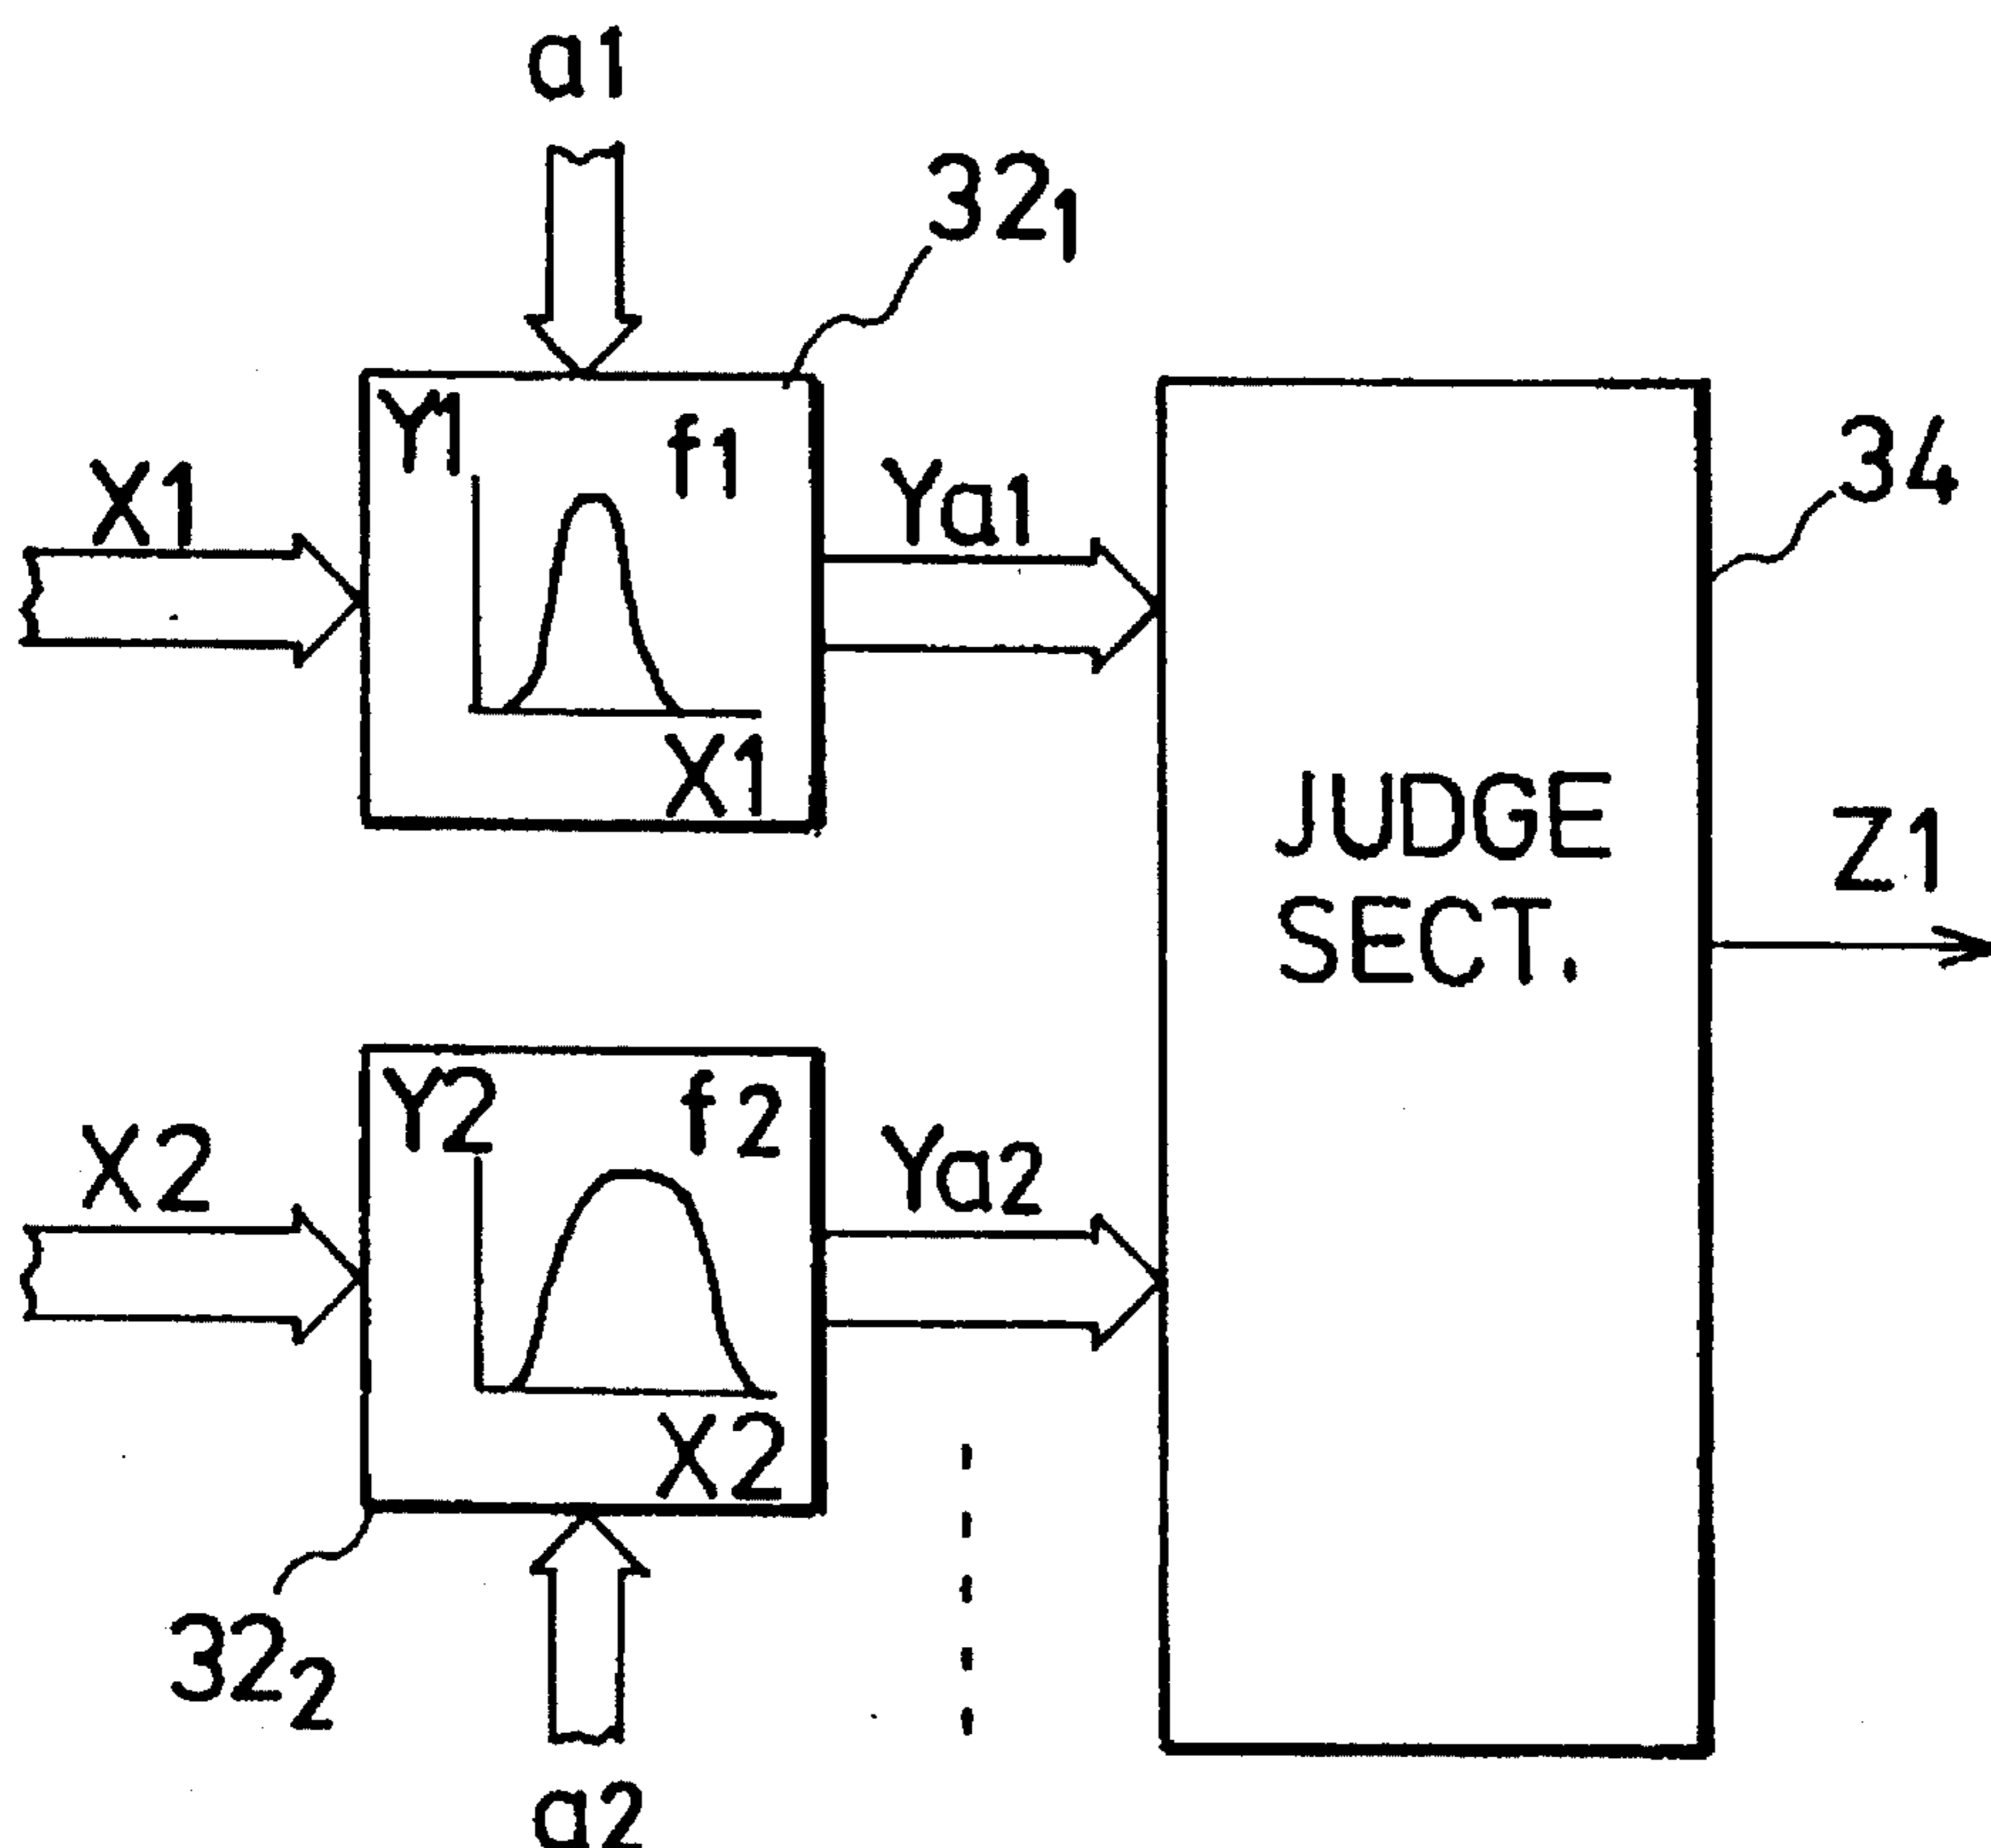 a1
32₁
Y1
f1
X1
Ya1
X1
34
JUDGE
SECT.
Z1
Y2
f2
X2
Ya2
X2
32₂
a2